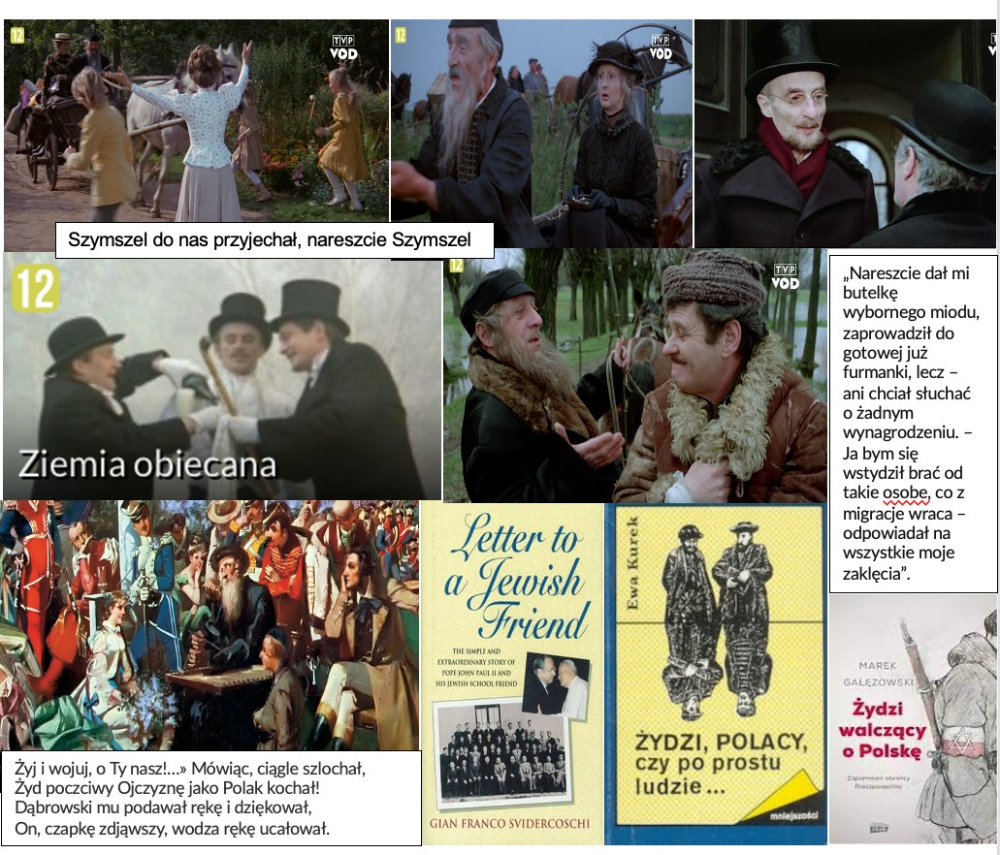 12
TVP
VOD
12
TVP
VOD
Szymszel do nas przyjechał, nareszcie Szymszel
12
Ziemia obiecana
12
TVP
VOD
„Nareszcie dał mi
butelkę
wybornego miodu,
zaprowadził do
gotowej już
furmanki, lecz –
ani chciał słuchać
o żadnym
wynagrodzeniu. –
Ja bym się
wstydził brać od
takie osobe, co z
migracje wraca –
odpowiadał na
wszystkie moje
zaklęcia”.
Żyj i wojuj, o Ty nasz!...» Mówiąc, ciągle szlochał,
Żyd poczciwy Ojczyznę jako Polak kochał!
Dąbrowski mu podawał rękę i dziękował,
On, czapkę zdjąwszy, wodza rękę ucałował.
Letter to
a Jewish
Friend
THE SIMPLE AND
EXTRAORDINARY STORY OF
POPE JOHN PAUL II AND
HIS JEWISH SCHOOL FRIEND
GIAN FRANCO SVIDERCOSCHI
Ewa Kurek
ŻYDZI, POLACY,
czy po prostu
ludzie...
mniejszości
MAREK
GAŁĘZOWSKI
Żydzi
walczący
o Polskę
Zapomniani obrońcy
Rzeczypospolitej
znak